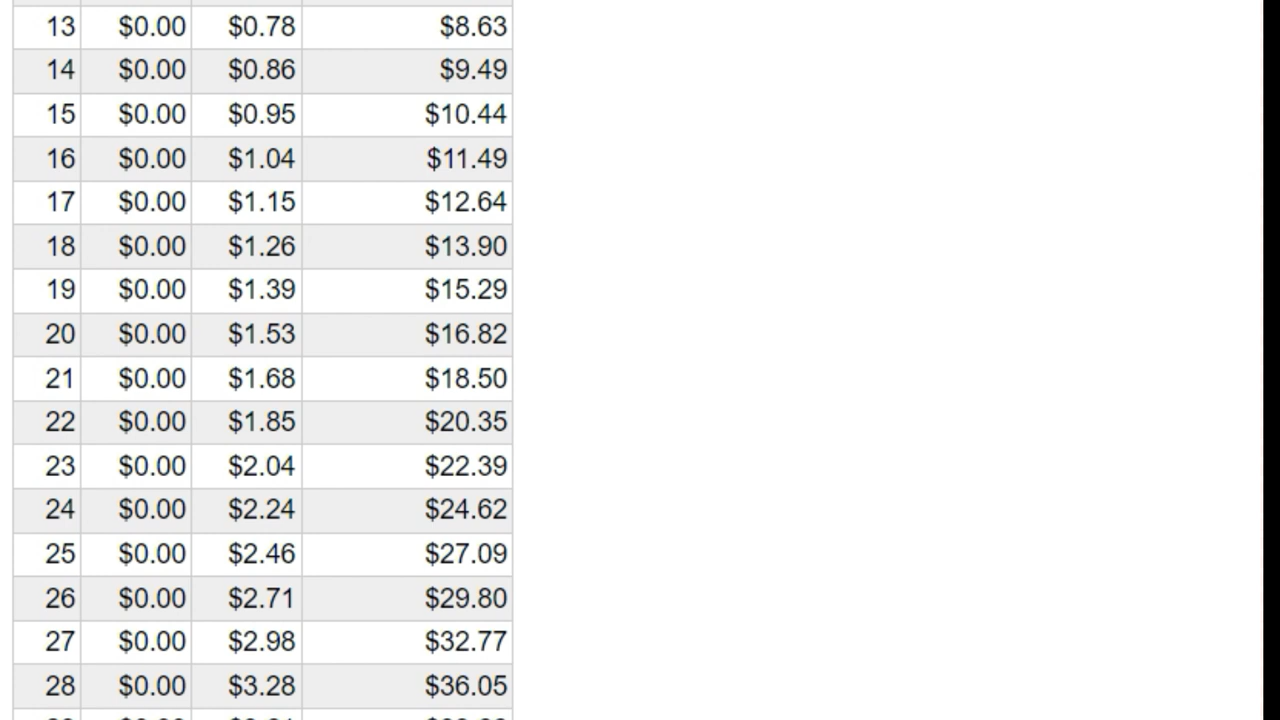 13 $0.00 $0.78 $8.63
14 $0.00 $0.86 $9.49
15 $0.00 $0.95 $10.44
16 $0.00 $1.04 $11.49
17 $0.00 $1.15 $12.64
18 $0.00 $1.26 $13.90
19 $0.00 $1.39 $15.29
20 $0.00 $1.53 $16.82
21 $0.00 $1.68 $18.50
22 $0.00 $1.85 $20.35
23 $0.00 $2.04 $22.39
24 $0.00 $2.24 $24.62
25 $0.00 $2.46 $27.09
26 $0.00 $2.71 $29.80
27 $0.00 $2.98 $32.77
28 $0.00 $3.28 $36.05